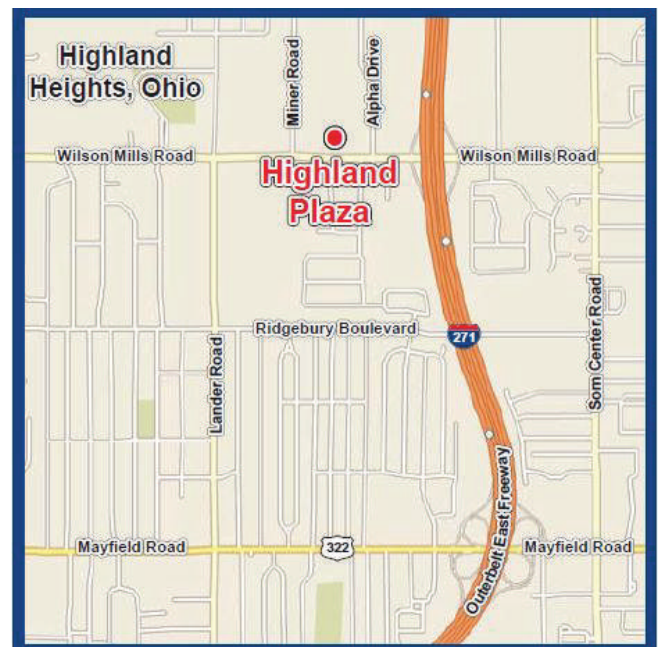 Highland
Heights, Ohio
Miner Road
Alpha Drive
Wilson Mills Road
Wilson Mills Road
Highland
Plaza
Ridgebury Boulevard
271
Som Center Road
Lander Road
Outerbelt East Freeway
Mayfield Road
322
Mayfield Road